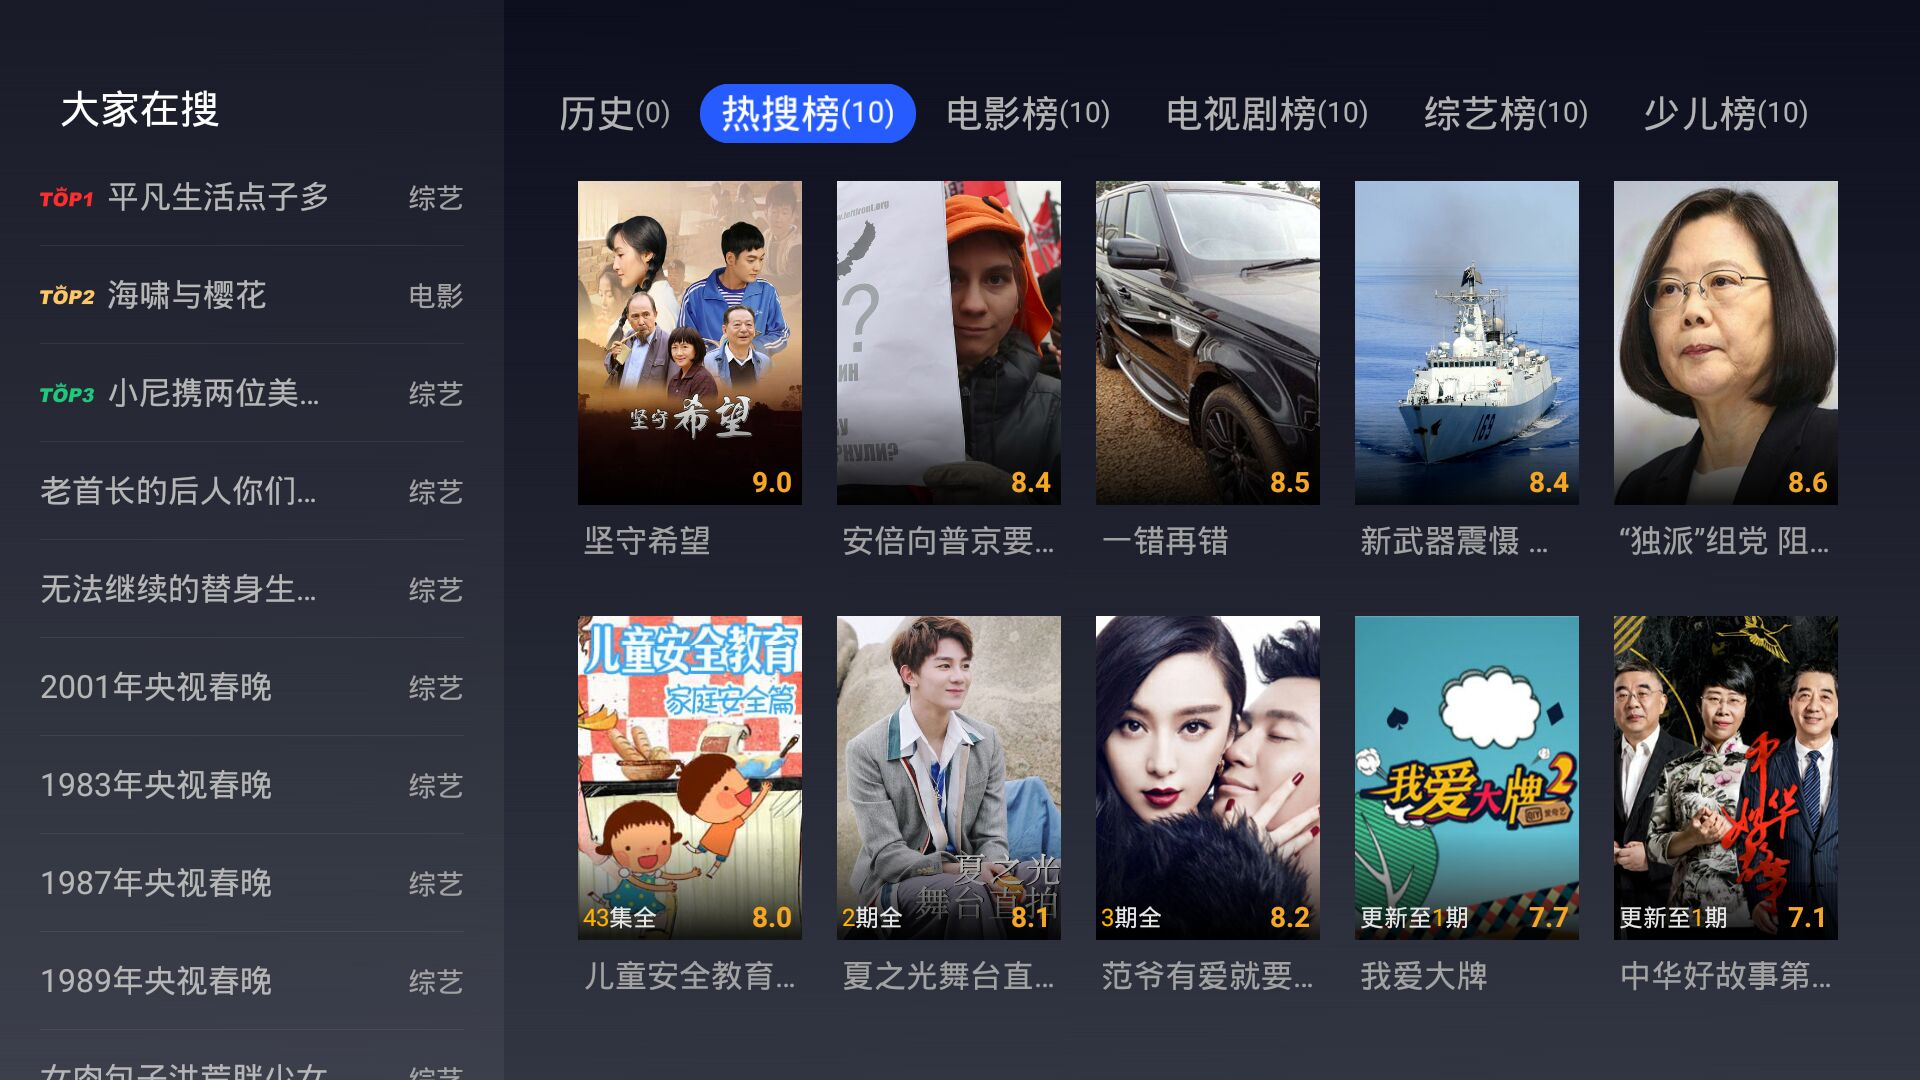 大家在搜
TOP1 平凡生活点子多 综艺
TOP2 海啸与樱花 电影
TOP3 小尼携两位美... 综艺
老首长的后人你们... 综艺
无法继续的替身生... 综艺
2001年央视春晚 综艺
1983年央视春晚 综艺
1987年央视春晚 综艺
1989年央视春晚 综艺
历史(0) 热搜榜(10) 电影榜(10) 电视剧榜(10) 综艺榜(10) 少儿榜(10)
坚守希望
9.0
坚守希望
?
8.4
安倍向普京要...
8.5
一错再错
169
8.4
新武器震慑 ...
8.6
“独派”组党 阻...
儿童安全教育
家庭安全篇
43集全 8.0
儿童安全教育...
夏之光
舞台直拍
2期全 8.1
夏之光舞台直...
3期全 8.2
范爷有爱就要...
我爱大牌2
爱奇艺
更新至1期 7.7
我爱大牌
中华好故事
更新至1期 7.1
中华好故事第...